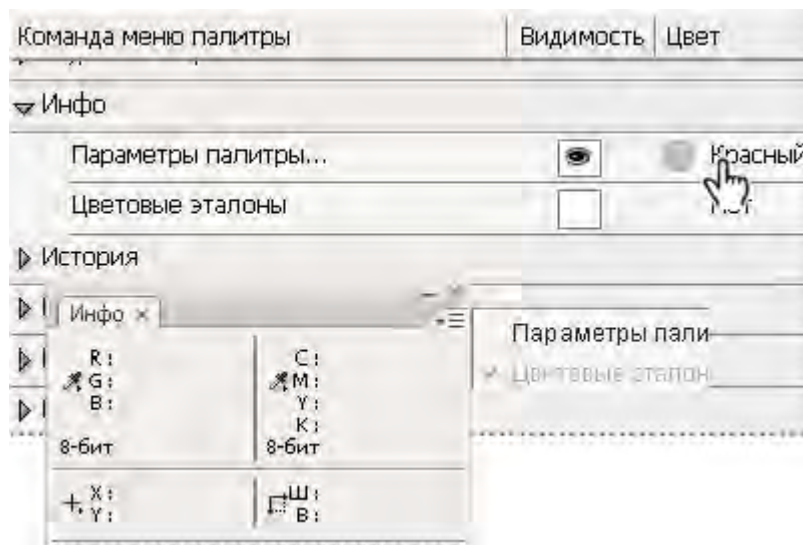 Команда меню палитры Видимость Цвет
Инфо
Параметры палитры... Красный
Цветовые эталоны
История
Инфо ×
Параметры пали
Цветовые эталон
R: C:
G: M:
B: Y:
K:
8-бит 8-бит
X: Ш:
Y: В: